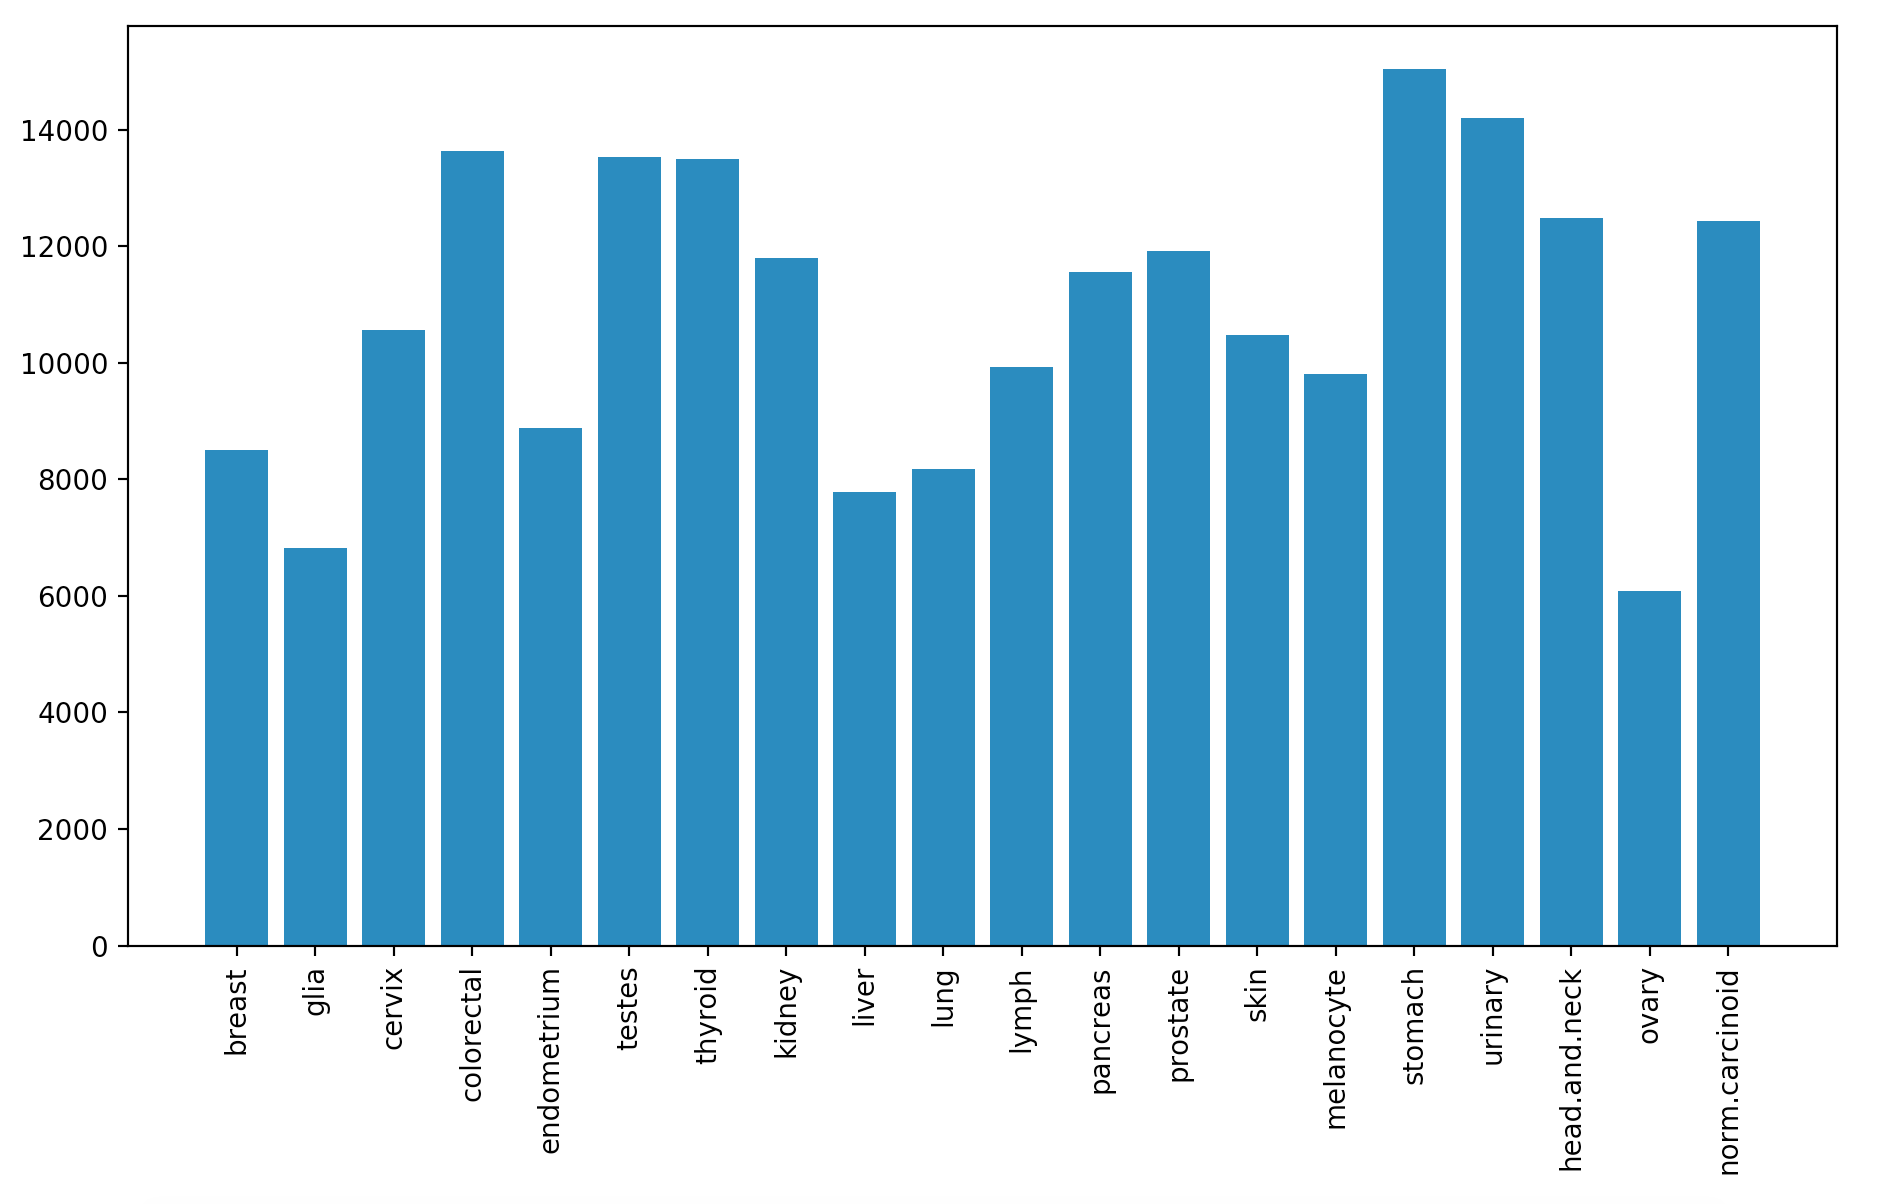 14000
12000
10000
8000
6000
4000
2000
0
breast
glia
cervix
colorectal
endometrium
testes
thyroid
kidney
liver
lung
lymph
pancreas
prostate
skin
melanocyte
stomach
urinary
head.and.neck
ovary
norm.carcinoid